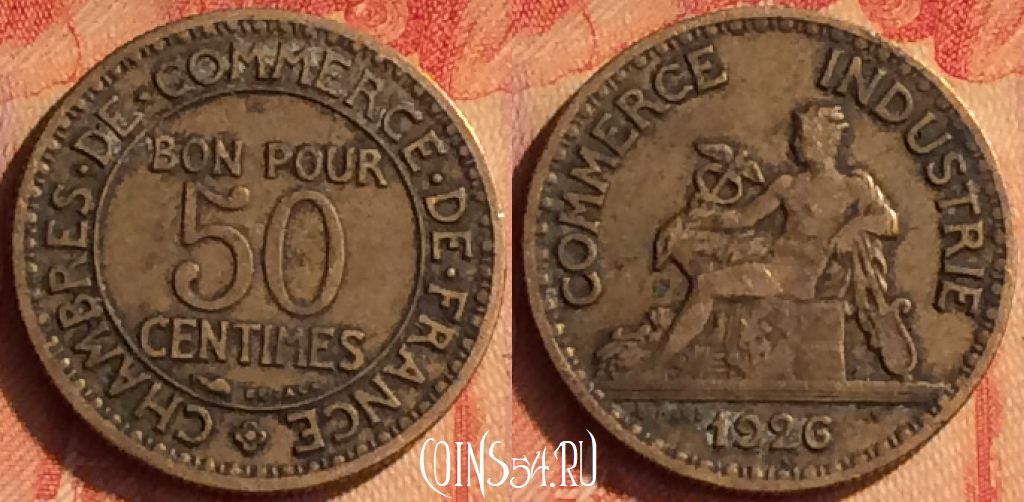 CHAMBRES·DE·COMMERCE·DE·FRANCE
BON POUR
50
CENTIMES
COMMERCE INDUSTRIE
1926
COINS54.RU